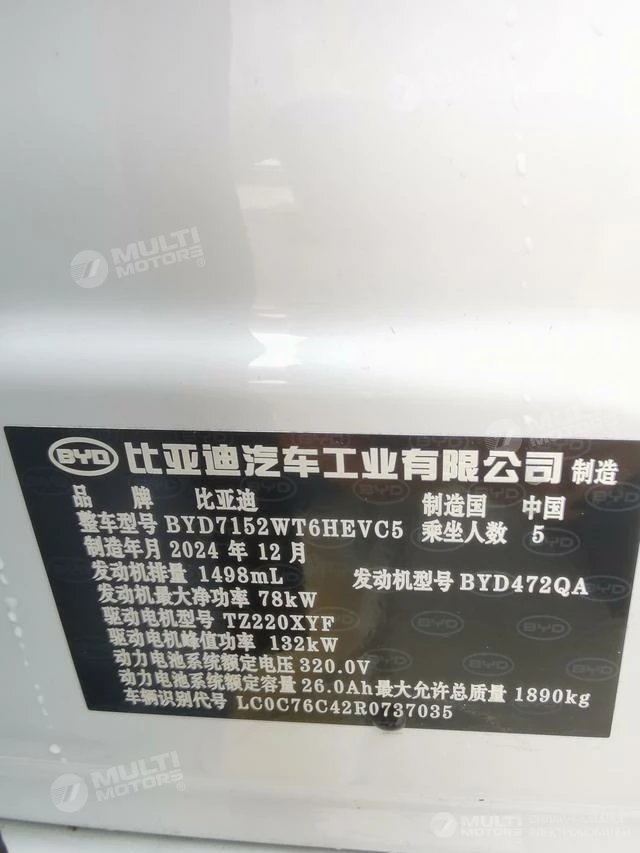 MULTI
MOTORS®
BYD 比亚迪汽车工业有限公司 制造
品 牌 比亚迪 制造国 中国
整车型号 BYD7152WT6HEVC5 乘坐人数 5
制造年月 2024 年 12 月
发动机排量 1498mL 发动机型号 BYD472QA
发动机最大净功率 78kW
驱动电机型号 TZ220XYF
驱动电机峰值功率 132kW
动力电池系统额定电压 320.0V
动力电池系统额定容量 26.0Ah 最大允许总质量 1890kg
车辆识别代号 LC0C76C42R0737035
MULTI
MOTORS
MULTI
MOTORS